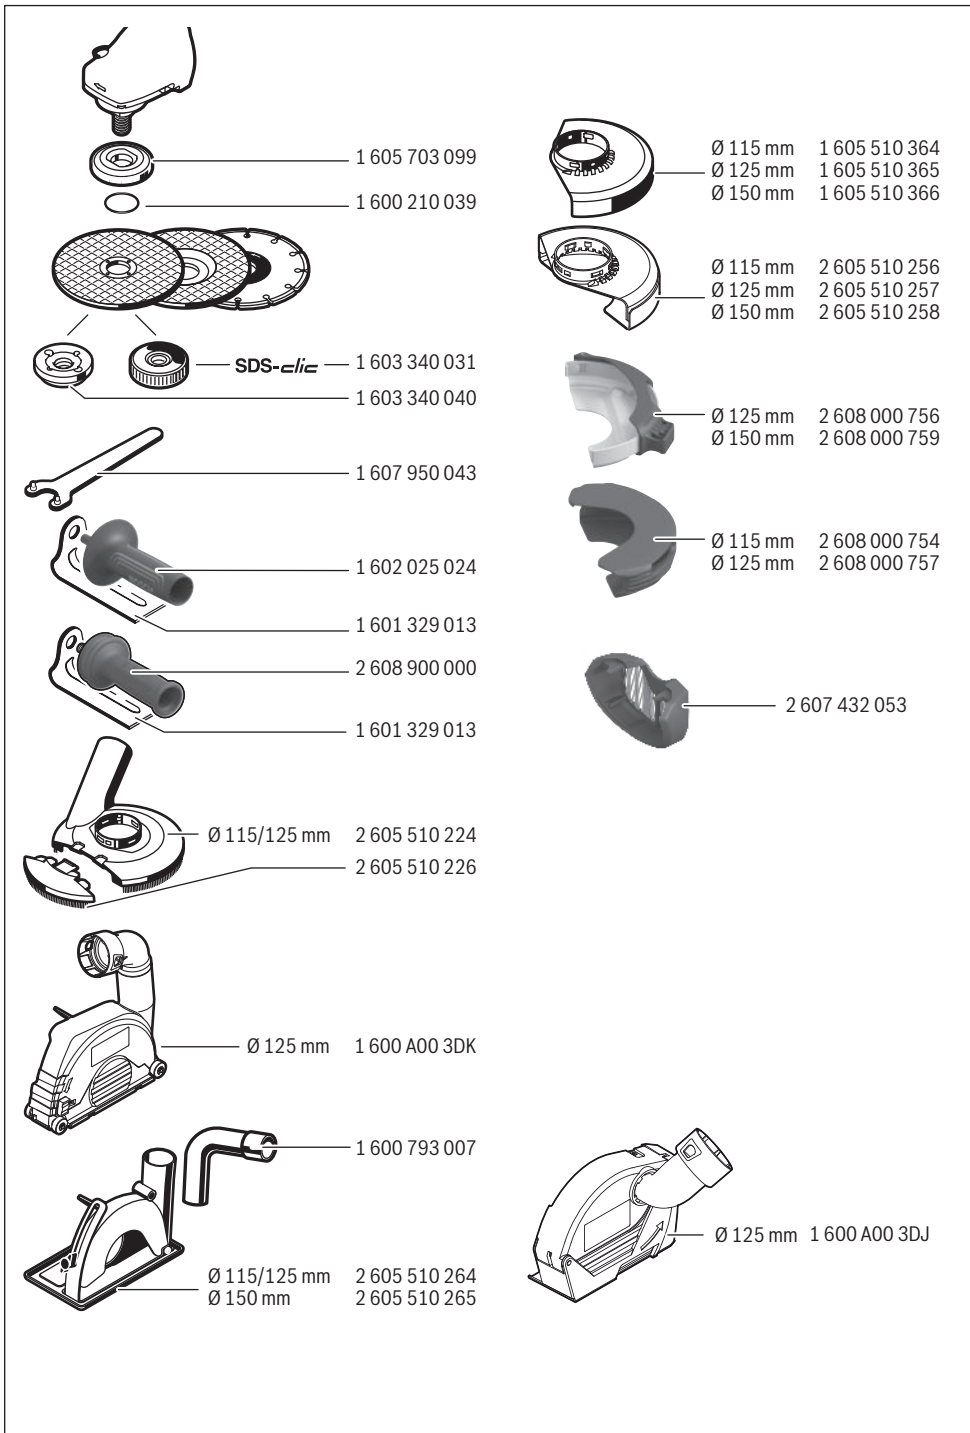 1 605 703 099
1 600 210 039
SDS-clic 1 603 340 031
1 603 340 040
1 607 950 043
1 602 025 024
1 601 329 013
2 608 900 000
1 601 329 013
Ø 115/125 mm 2 605 510 224
2 605 510 226
Ø 125 mm 1 600 A00 3DK
1 600 793 007
Ø 115/125 mm 2 605 510 264
Ø 150 mm 2 605 510 265
Ø 115 mm 1 605 510 364
Ø 125 mm 1 605 510 365
Ø 150 mm 1 605 510 366
Ø 115 mm 2 605 510 256
Ø 125 mm 2 605 510 257
Ø 150 mm 2 605 510 258
Ø 125 mm 2 608 000 756
Ø 150 mm 2 608 000 759
Ø 115 mm 2 608 000 754
Ø 125 mm 2 608 000 757
2 607 432 053
Ø 125 mm 1 600 A00 3DJ